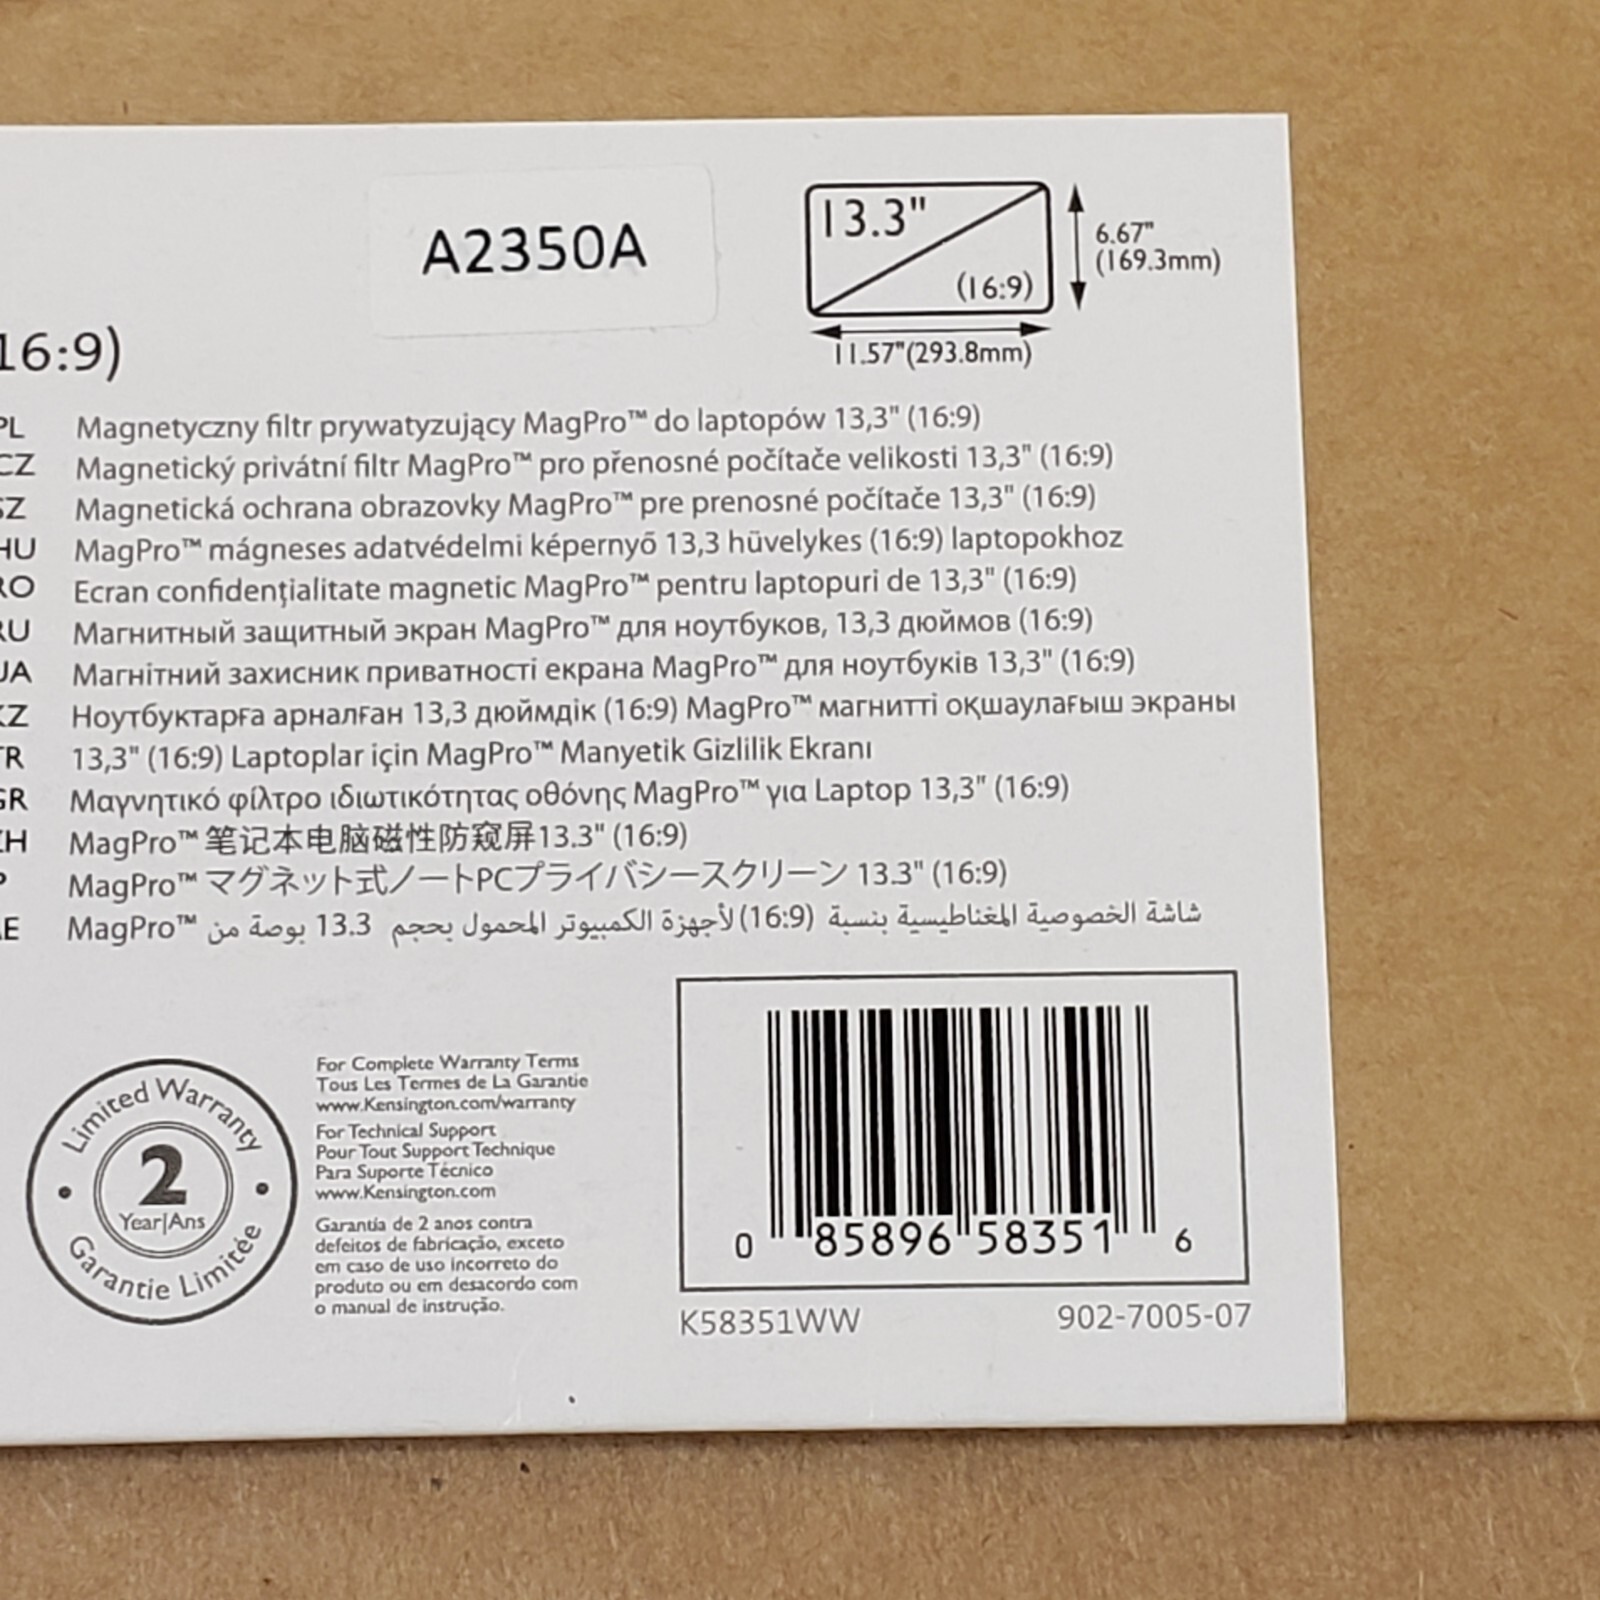 A2350A
13.3"
(16:9)
6.67"
(169.3mm)
11.57"(293.8mm)
16:9)
PL Magnetyczny filtr prywatyzujący MagPro™ do laptopów 13,3" (16:9)
CZ Magnetický privátní filtr MagPro™ pro přenosné počítače velikosti 13,3" (16:9)
SZ Magnetická ochrana obrazovky MagPro™ pre prenosné počítače 13,3" (16:9)
HU MagPro™ mágneses adatvédelmi képernyő 13,3 hüvelykes (16:9) laptopokhoz
RO Ecran confidenţialitate magnetic MagPro™ pentru laptopuri de 13,3" (16:9)
RU Магнитный защитный экран MagPro™ для ноутбуков, 13,3 дюймов (16:9)
UA Магнітний захисник приватності екрана MagPro™ для ноутбуків 13,3" (16:9)
KZ Ноутбуктарға арналған 13,3 дюймдік (16:9) MagPro™ магнитті оқшаулағыш экраны
TR 13,3" (16:9) Laptoplar için MagPro™ Manyetik Gizlilik Ekranı
GR Μαγνητικό φίλτρο ιδιωτικότητας οθόνης MagPro™ για Laptop 13,3" (16:9)
ZH MagPro™ 笔记本电脑磁性防窥屏13.3" (16:9)
P MagPro™ マグネット式ノートPCプライバシースクリーン 13.3" (16:9)
AE MagPro™ شاشة الخصوصية المغناطيسية بنسبة (16:9) لأجهزة الكمبيوتر المحمول بحجم 13.3 بوصة من
Limited Warranty
2
Year|Ans
Garantie Limitée
For Complete Warranty Terms
Tous Les Termes de La Garantie
www.Kensington.com/warranty
For Technical Support
Pour Tout Support Technique
Para Suporte Técnico
www.Kensington.com
Garantia de 2 anos contra
defeitos de fabricação, exceto
em caso de uso incorreto do
produto ou em desacordo com
o manual de instrução.
0 85896 58351 6
K58351WW 902-7005-07